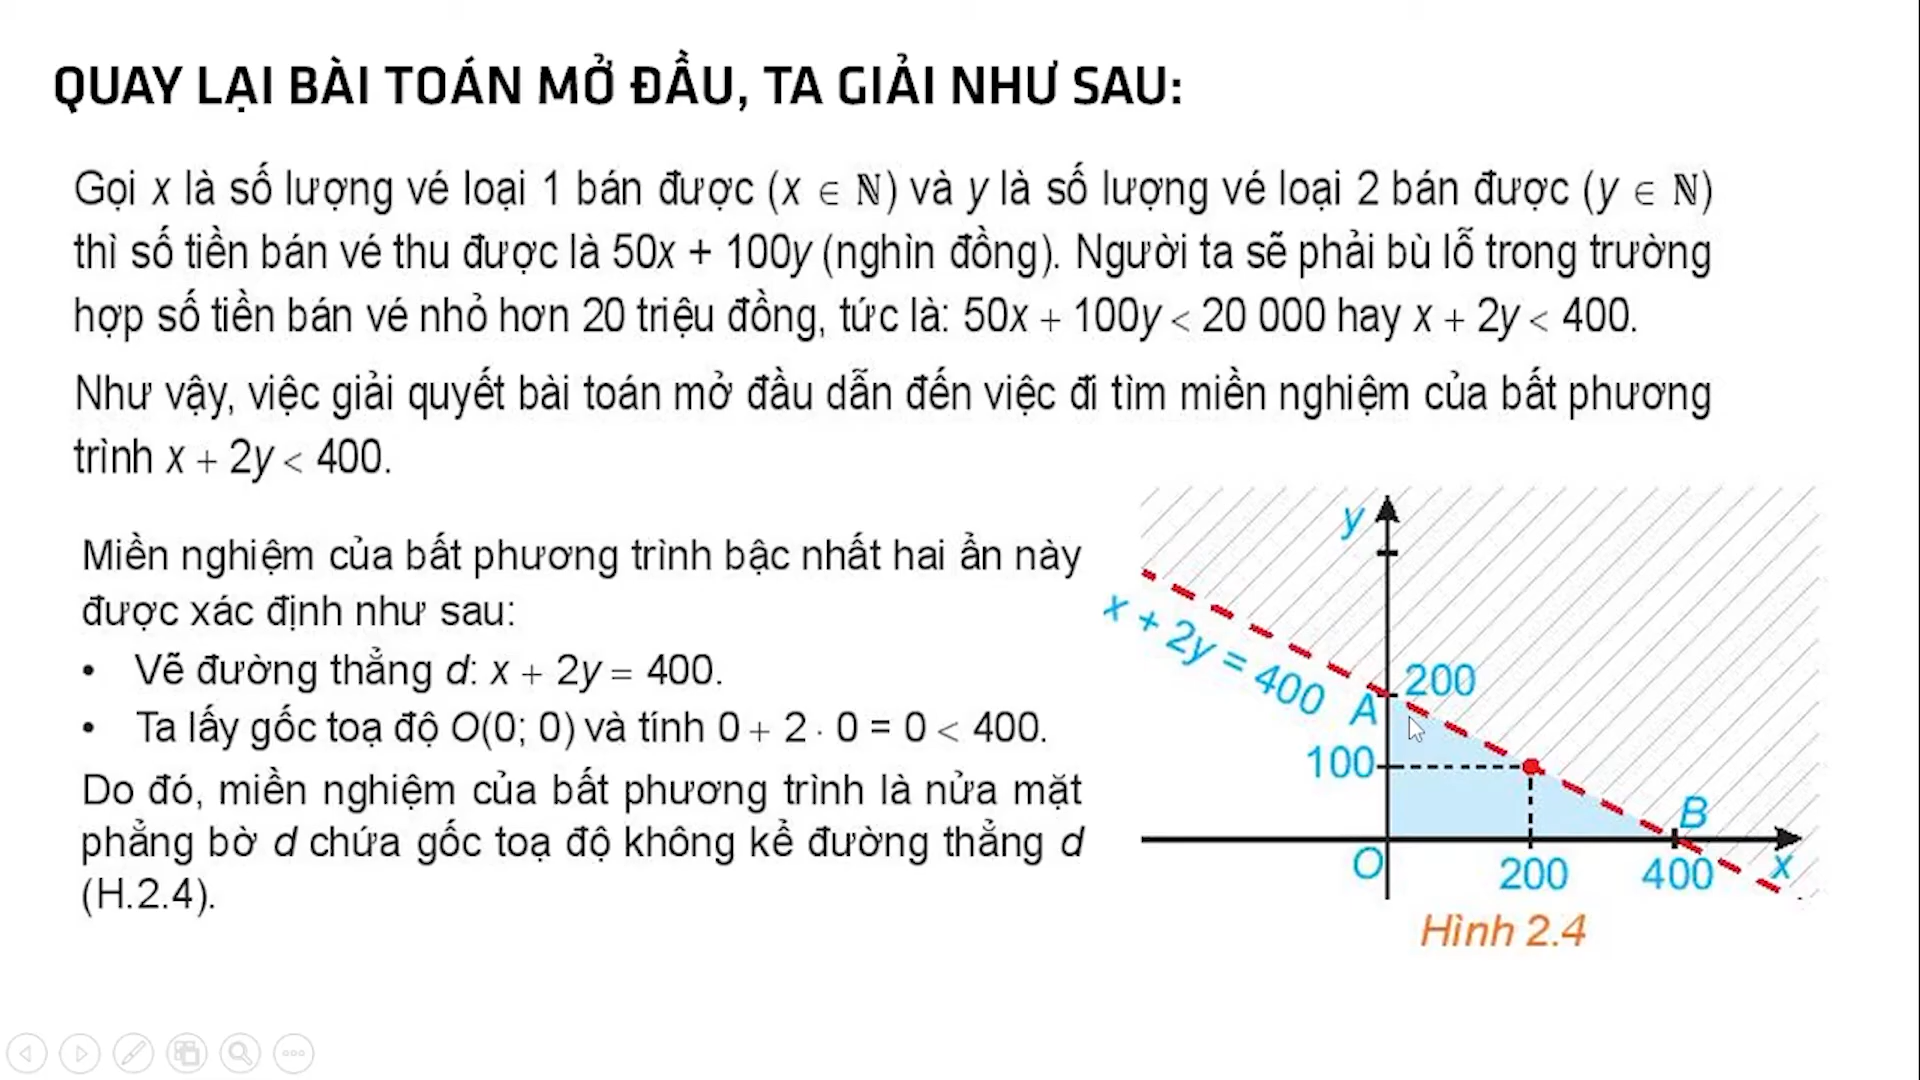 QUAY LẠI BÀI TOÁN MỞ ĐẦU, TA GIẢI NHƯ SAU:
Gọi x là số lượng vé loại 1 bán được (x ∈ ℕ) và y là số lượng vé loại 2 bán được (y ∈ ℕ)
thì số tiền bán vé thu được là 50x + 100y (nghìn đồng). Người ta sẽ phải bù lỗ trong trường
hợp số tiền bán vé nhỏ hơn 20 triệu đồng, tức là: 50x + 100y < 20 000 hay x + 2y < 400.
Như vậy, việc giải quyết bài toán mở đầu dẫn đến việc đi tìm miền nghiệm của bất phương
trình x + 2y < 400.
Miền nghiệm của bất phương trình bậc nhất hai ẩn này
được xác định như sau:
• Vẽ đường thẳng d: x + 2y = 400.
• Ta lấy gốc toạ độ O(0; 0) và tính 0 + 2 · 0 = 0 < 400.
Do đó, miền nghiệm của bất phương trình là nửa mặt
phẳng bờ d chứa gốc toạ độ không kể đường thẳng d
(H.2.4).
y
x + 2y = 400
200
A
100
B
O
200
400
x
Hình 2.4